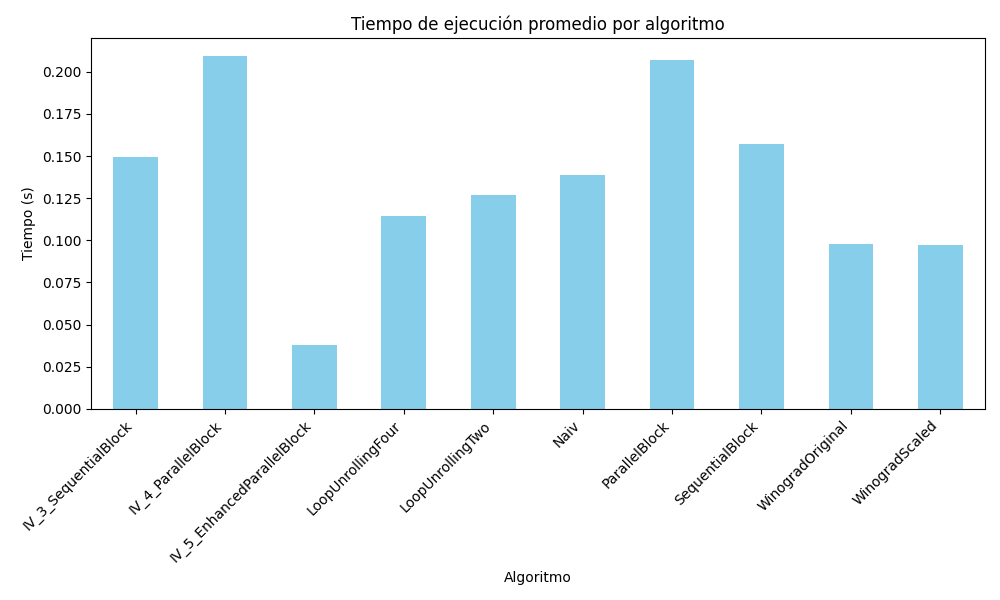 Tiempo de ejecución promedio por algoritmo
Tiempo (s)
0.200
0.175
0.150
0.125
0.100
0.075
0.050
0.025
0.000
IV_3_SequentialBlock
IV_4_ParallelBlock
IV_5_EnhancedParallelBlock
LoopUnrollingFour
LoopUnrollingTwo
Naiv
ParallelBlock
SequentialBlock
WinogradOriginal
WinogradScaled
Algoritmo